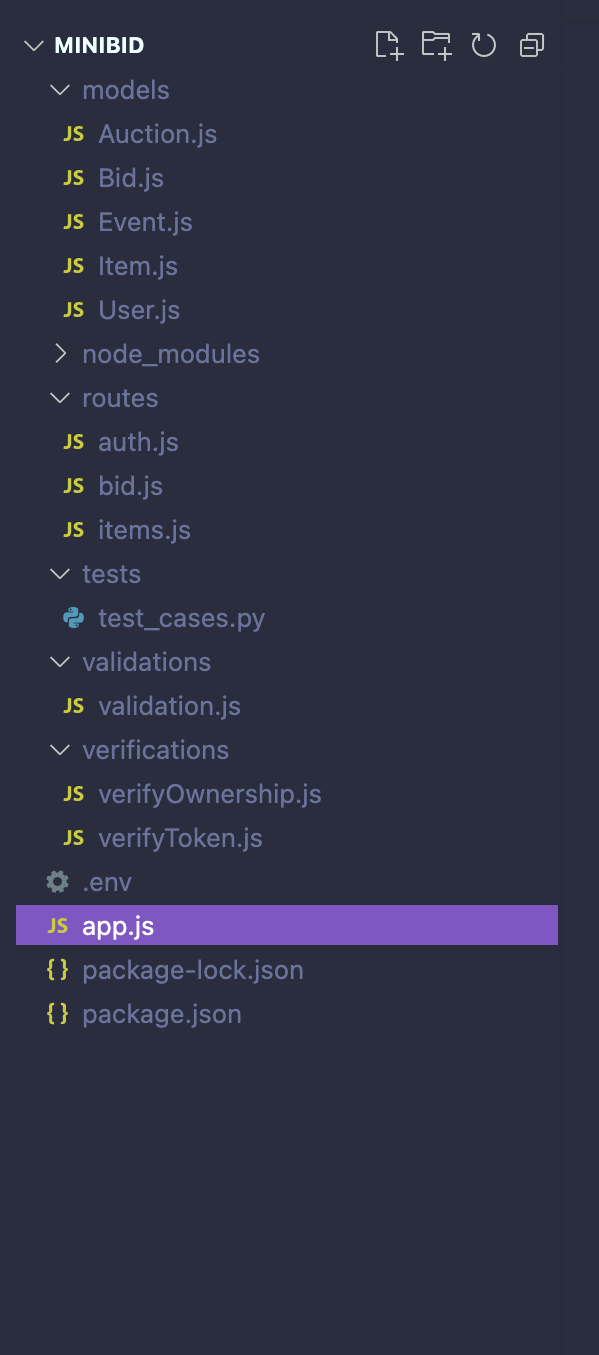 MINIBID
models
JS Auction.js
JS Bid.js
JS Event.js
JS Item.js
JS User.js
node_modules
routes
JS auth.js
JS bid.js
JS items.js
tests
test_cases.py
validations
JS validation.js
verifications
JS verifyOwnership.js
JS verifyToken.js
.env
JS app.js
{} package-lock.json
{} package.json